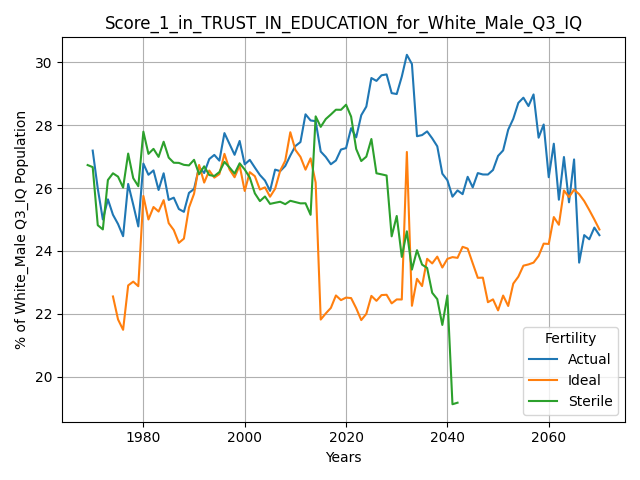 Score_1_in_TRUST_IN_EDUCATION_for_White_Male_Q3_IQ
% of White_Male Q3_IQ Population
30
28
26
24
22
20
1980
2000
2020
2040
2060
Years
Fertility
Actual
Ideal
Sterile